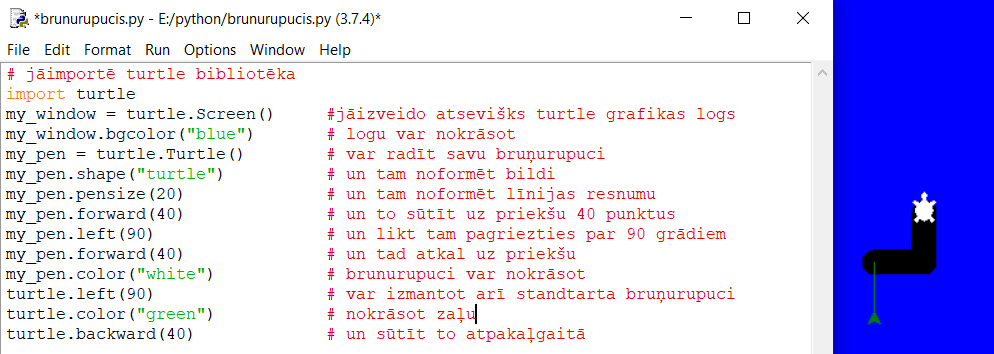 *brunurupucis.py - E:/python/brunurupucis.py (3.7.4)*
File Edit Format Run Options Window Help
# jāimportē turtle bibliotēka
import turtle
my_window = turtle.Screen() #jāizveido atsevišks turtle grafikas logs
my_window.bgcolor("blue") # logu var nokrāsot
my_pen = turtle.Turtle() # var radīt savu bruņurupuci
my_pen.shape("turtle") # un tam noformēt bildi
my_pen.pensize(20) # un tam noformēt līnijas resnumu
my_pen.forward(40) # un to sūtīt uz priekšu 40 punktus
my_pen.left(90) # un likt tam pagriezties par 90 grādiem
my_pen.forward(40) # un tad atkal uz priekšu
my_pen.color("white") # brunurupuci var nokrāsot
turtle.left(90) # var izmantot arī standtarta bruņurupuci
turtle.color("green") # nokrāsot zaļu
turtle.backward(40) # un sūtīt to atpakaļgaitā